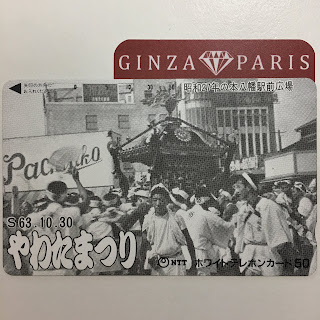 GINZA PARIS
昭和27年の本八幡駅前広場
Pachinko
S63.10.30
やわたまつり
NTT ホワイトテレホンカード 50